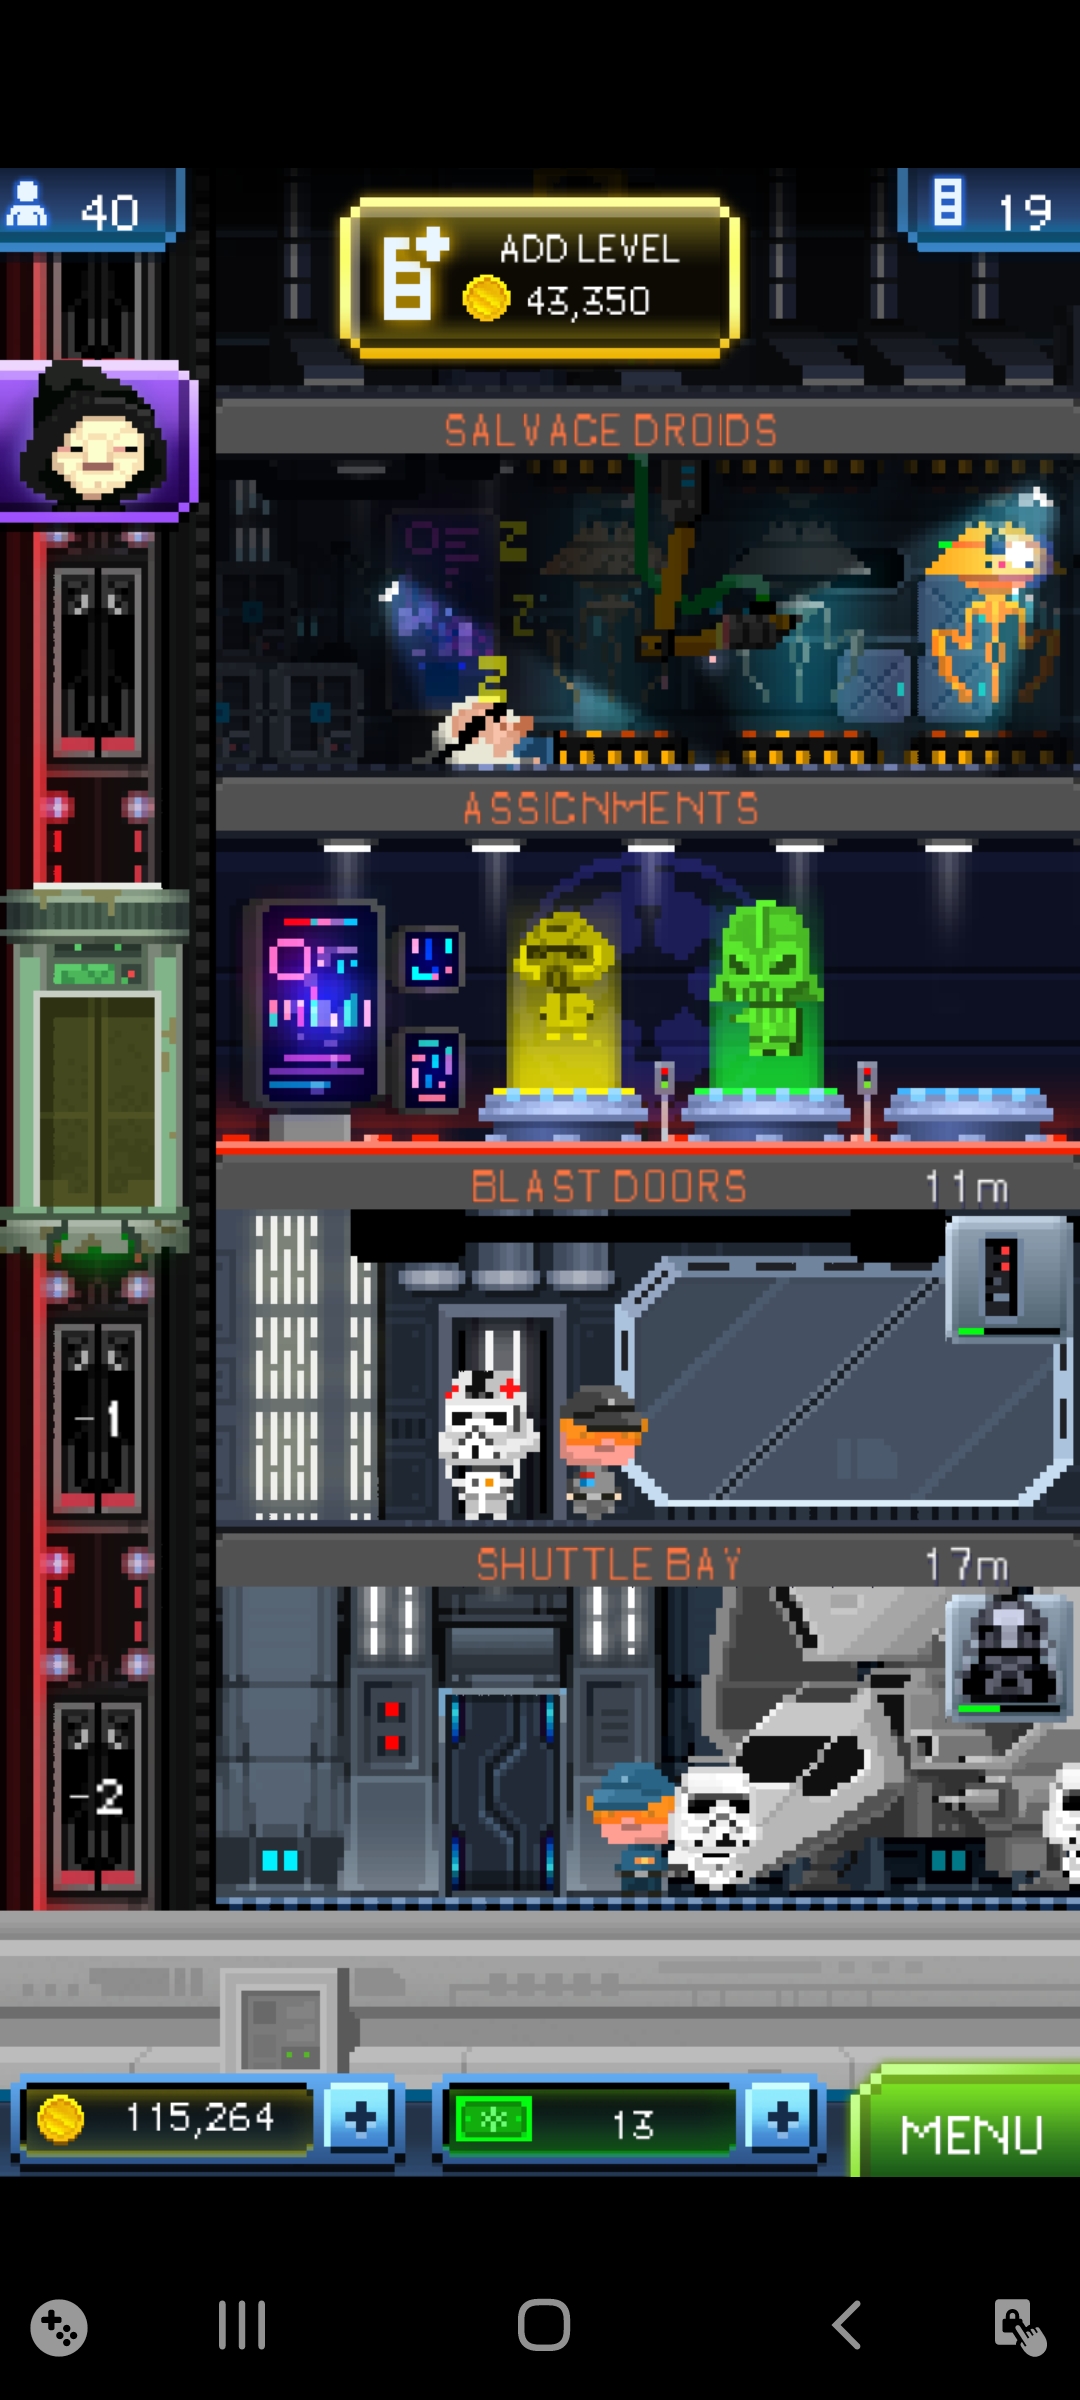 40
ADD LEVEL
43,350
19
SALVAGE DROIDS
Z
Z
Z
ASSIGNMENTS
BLAST DOORS 11m
-1
SHUTTLE BAY 17m
-2
115,264
13
MENU